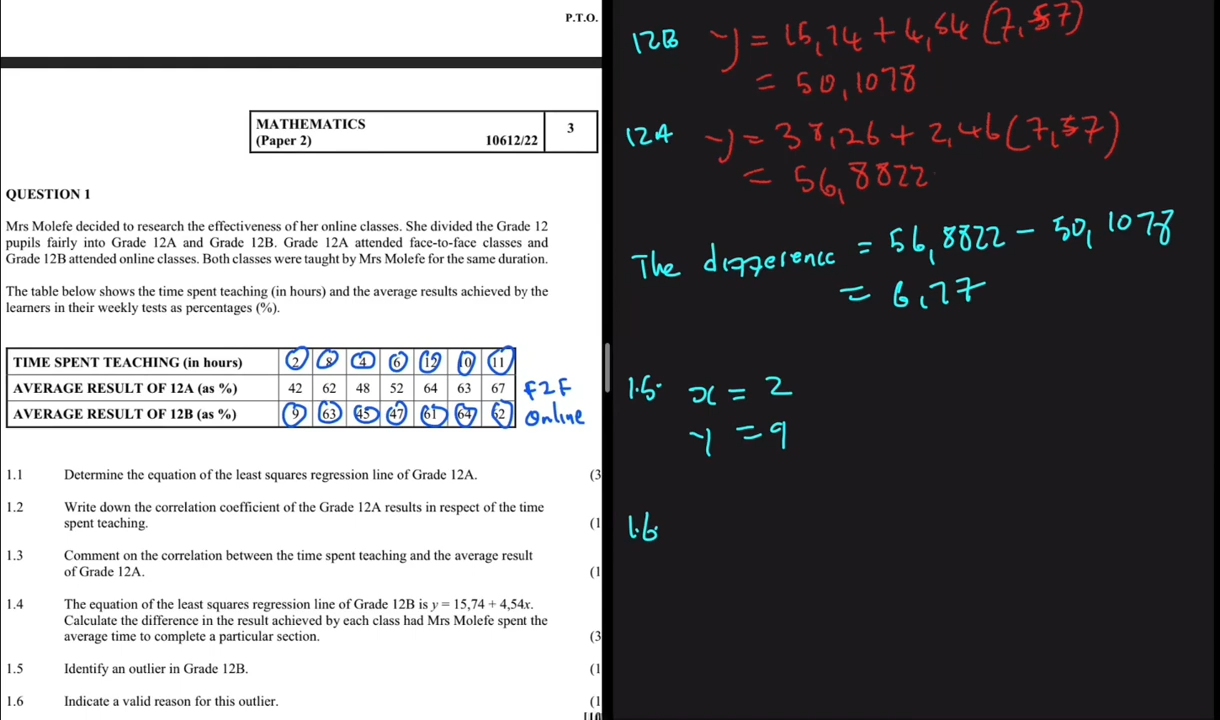 P.T.O.
MATHEMATICS
(Paper 2)
10612/22
3
QUESTION 1
Mrs Molefe decided to research the effectiveness of her online classes. She divided the Grade 12
pupils fairly into Grade 12A and Grade 12B. Grade 12A attended face-to-face classes and
Grade 12B attended online classes. Both classes were taught by Mrs Molefe for the same duration.
The table below shows the time spent teaching (in hours) and the average results achieved by the
learners in their weekly tests as percentages (%).
TIME SPENT TEACHING (in hours) 2 8 4 6 12 10 11
AVERAGE RESULT OF 12A (as %) 42 62 48 52 64 63 67 F2F
AVERAGE RESULT OF 12B (as %) 9 63 45 47 61 64 62 Online
1.1 Determine the equation of the least squares regression line of Grade 12A. (3
1.2 Write down the correlation coefficient of the Grade 12A results in respect of the time
spent teaching. (1
1.3 Comment on the correlation between the time spent teaching and the average result
of Grade 12A. (1
1.4 The equation of the least squares regression line of Grade 12B is y = 15,74 + 4,54x.
Calculate the difference in the result achieved by each class had Mrs Molefe spent the
average time to complete a particular section. (3
1.5 Identify an outlier in Grade 12B. (1
1.6 Indicate a valid reason for this outlier. (1
12B y = 15,74 + 4,54 (7,57)
= 50,1078
12A y = 38,26 + 2,46 (7,57)
= 56,8822
The difference = 56,8822 - 50,1078
= 6,77
1.5. x = 2
y = 9
1.6.